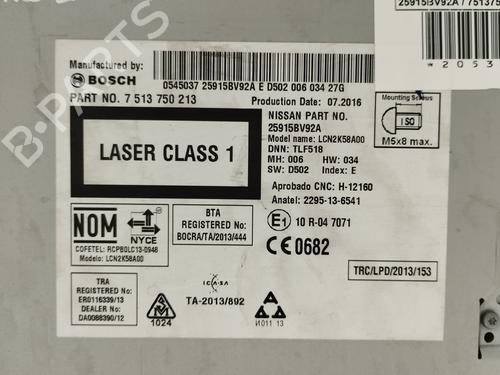 25915BV92A / 75137
Manufactured by:
BOSCH
0545037 25915BV92A E D502 006 034 27G
PART NO. 7 513 750 213
Production Date: 07.2016
Mounting Screws
ISO
M5x8 max.
LASER CLASS 1
NISSAN PART NO.
25915BV92A
Model name: LCN2K58A00
DNN: TLF518
MH: 006 HW: 034
SW: D502 Index: E
Aprobado CNC: H-12160
Anatel: 2295-13-6541
E1 10 R-04 7071
CE 0682
NOM
NYCE
COFETEL: RCPBOLC13-0946
Modelo: LCN2K58A00
BTA
REGISTERED No:
BOCRA/TA/2013/444
TRA
REGISTERED No:
ER0116339/13
DEALER No:
DA0088390/12
1024
ICASA
TA-2013/892
И011 13
TRC/LPD/2013/153
B-PARTS